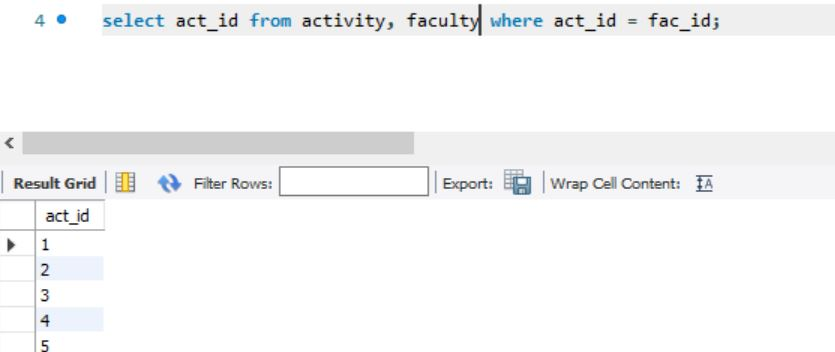 4 select act_id from activity, faculty where act_id = fac_id;
Result Grid Filter Rows: Export: Wrap Cell Content:
act_id
1
2
3
4
5